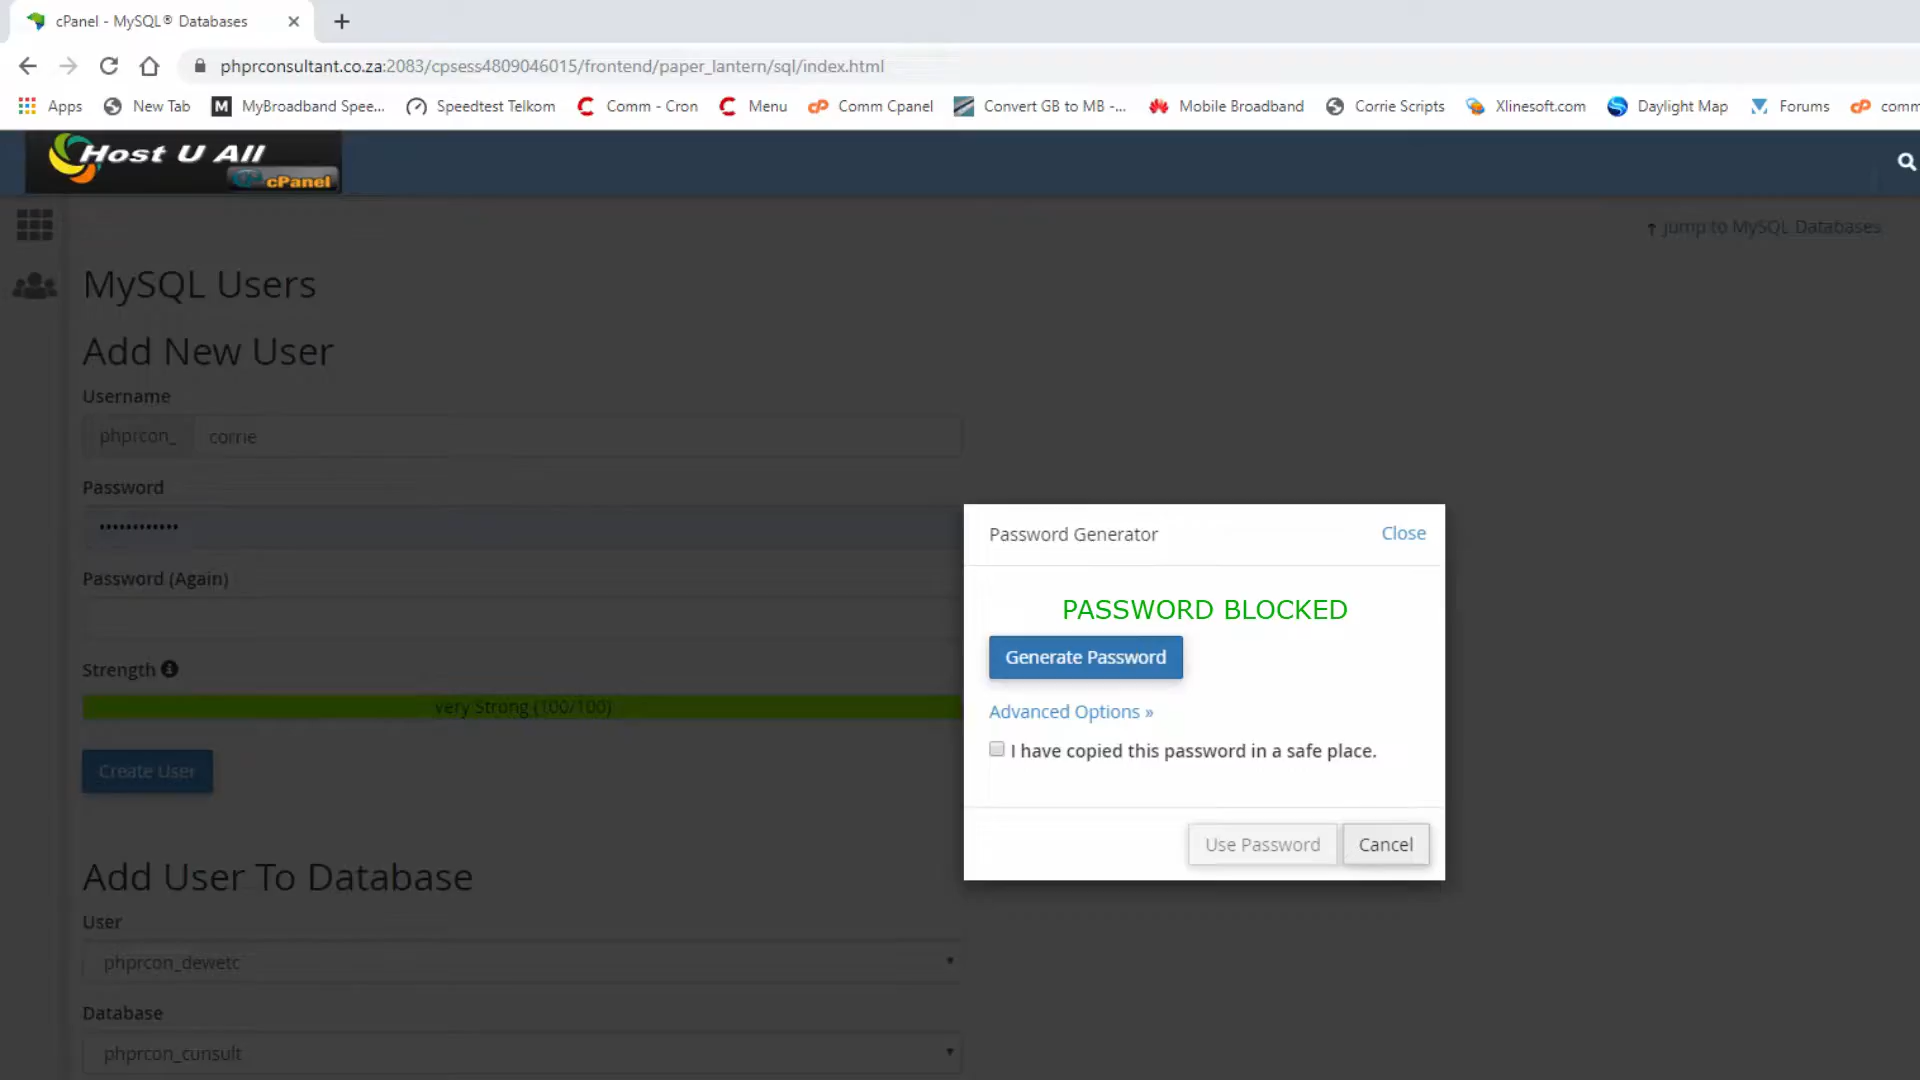 cPanel - MySQL® Databases
phprconsultant.co.za:2083/cpsess4809046015/frontend/paper_lantern/sql/index.html
Apps New Tab MyBroadband Spee... Speedtest Telkom Comm - Cron Menu Comm Cpanel Convert GB to MB -... Mobile Broadband Corrie Scripts Xlinesoft.com Daylight Map Forums comm
Host U All
cPanel
jump to MySQL Databases
MySQL Users
Add New User
Username
phprcon_ corrie
Password
••••••••••••
Password (Again)
Strength
Very Strong (100/100)
Create User
Add User To Database
User
phprcon_dewetc
Database
phprcon_cunsult
Password Generator Close
PASSWORD BLOCKED
Generate Password
Advanced Options »
I have copied this password in a safe place.
Use Password Cancel